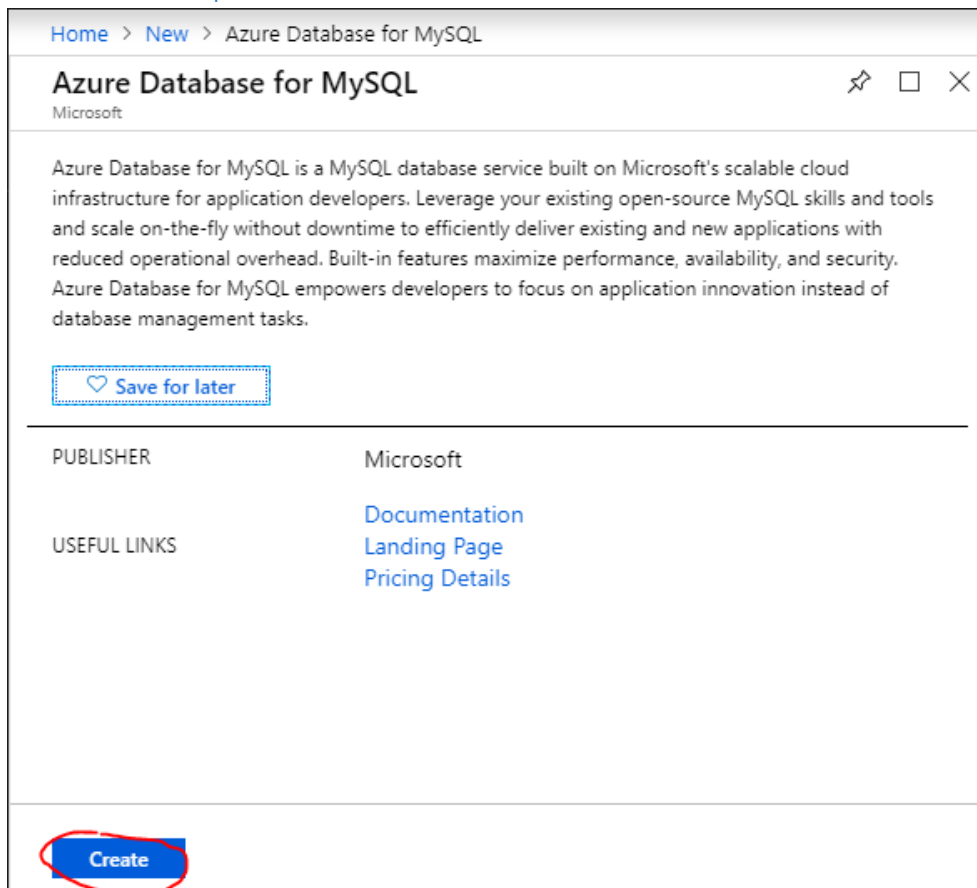 Home > New > Azure Database for MySQL
Azure Database for MySQL
Microsoft
Azure Database for MySQL is a MySQL database service built on Microsoft's scalable cloud
infrastructure for application developers. Leverage your existing open-source MySQL skills and tools
and scale on-the-fly without downtime to efficiently deliver existing and new applications with
reduced operational overhead. Built-in features maximize performance, availability, and security.
Azure Database for MySQL empowers developers to focus on application innovation instead of
database management tasks.
Save for later
PUBLISHER Microsoft
Documentation
USEFUL LINKS Landing Page
Pricing Details
Create